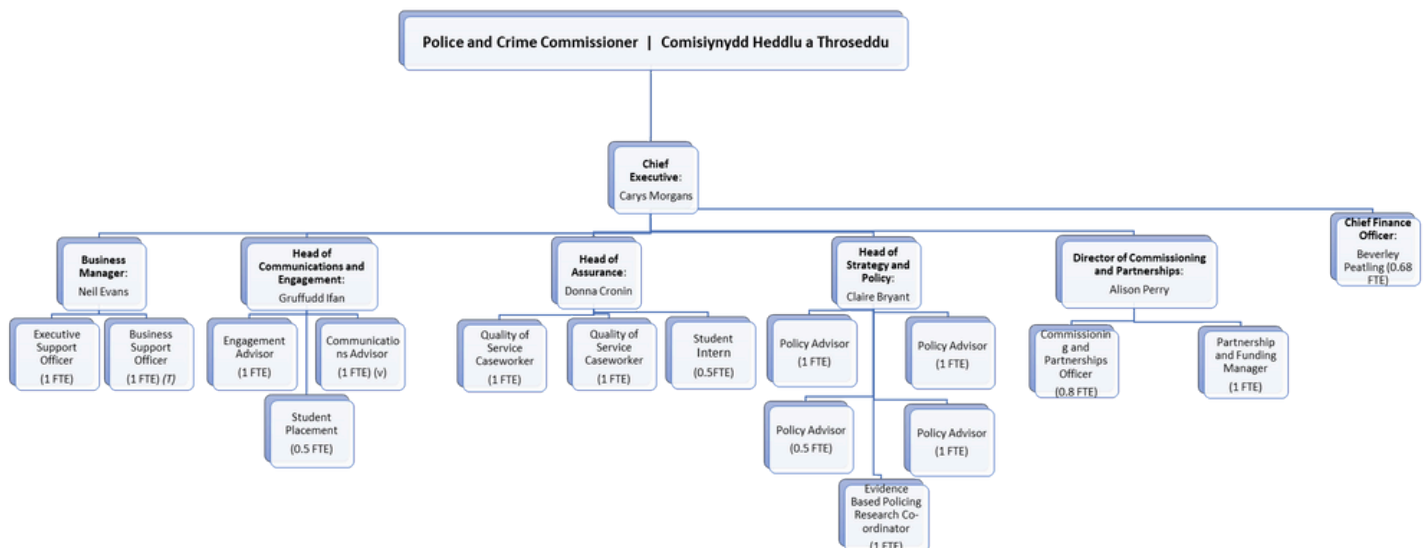 Police and Crime Commissioner | Comisiynydd Heddlu a Throseddu
Chief
Executive:
Carys Morgans
Chief Finance
Officer:
Beverley
Peatling (0.68
FTE)
Business
Manager:
Neil Evans
Head of
Communications and
Engagement:
Gruffudd Ifan
Head of
Assurance:
Donna Cronin
Head of
Strategy and
Policy:
Claire Bryant
Director of Commissioning
and Partnerships:
Alison Perry
Executive
Support
Officer
(1 FTE)
Business
Support
Officer
(1 FTE) (T)
Engagement
Advisor
(1 FTE)
Communicatio
ns Advisor
(1 FTE) (v)
Student
Placement
(0.5 FTE)
Quality of
Service
Caseworker
(1 FTE)
Quality of
Service
Caseworker
(1 FTE)
Student
Intern
(0.5FTE)
Policy Advisor
(1 FTE)
Policy Advisor
(1 FTE)
Policy Advisor
(0.5 FTE)
Policy Advisor
(1 FTE)
Evidence
Based Policing
Research Co-
ordinator
(1 FTE)
Commissionin
g and
Partnerships
Officer
(0.8 FTE)
Partnership
and Funding
Manager
(1 FTE)